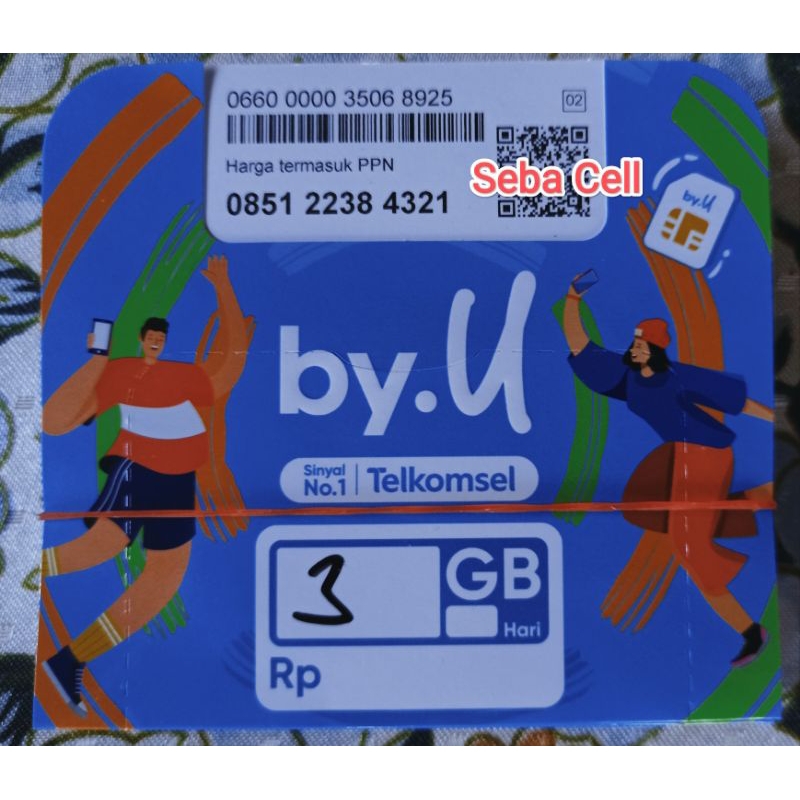 0660 0000 3506 8925
02
Harga termasuk PPN
0851 2238 4321
Seba Cell
by.U
by.U
Sinyal
No.1
Telkomsel
3
GB
Hari
Rp